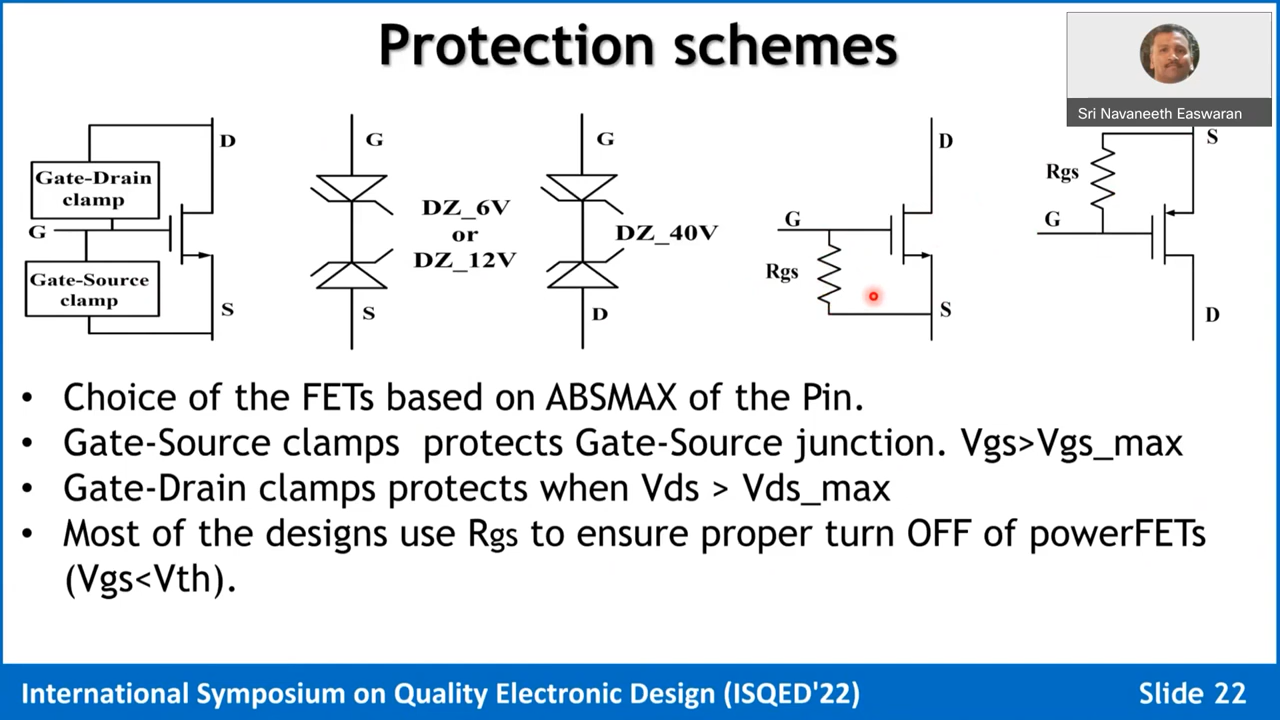 Protection schemes
Sri Navaneeth Easwaran
D
Gate-Drain
clamp
G
Gate-Source
clamp
S
G
DZ_6V
or
DZ_12V
S
G
DZ_40V
D
D
G
Rgs
S
S
Rgs
G
D
• Choice of the FETs based on ABSMAX of the Pin.
• Gate-Source clamps protects Gate-Source junction. Vgs>Vgs_max
• Gate-Drain clamps protects when Vds > Vds_max
• Most of the designs use Rgs to ensure proper turn OFF of powerFETs
(Vgs<Vth).
International Symposium on Quality Electronic Design (ISQED'22)
Slide 22